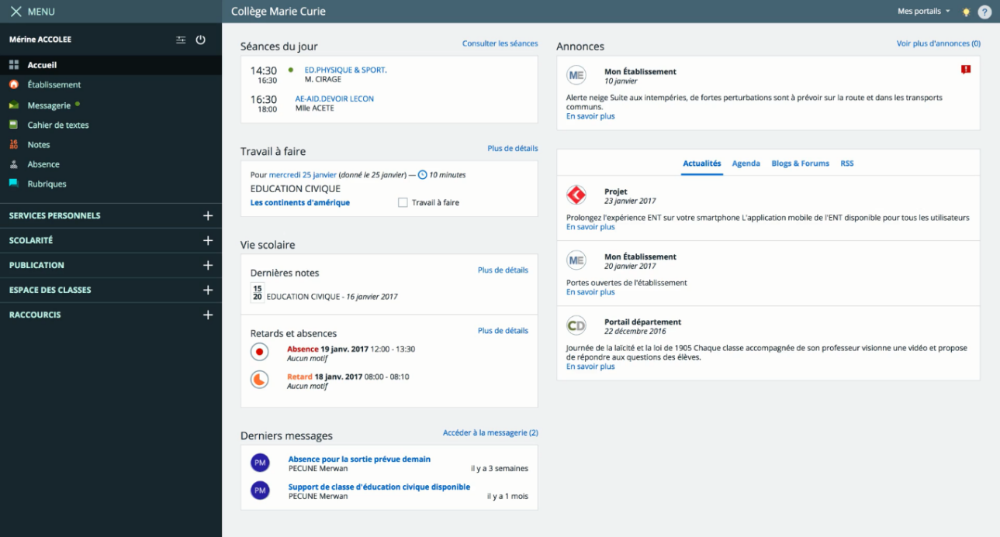 MENU
Collège Marie Curie
Mes portails
?
Mérine ACCOLEE
Accueil
Établissement
Messagerie
Cahier de textes
Notes
Absence
Rubriques
SERVICES PERSONNELS
SCOLARITÉ
PUBLICATION
ESPACE DES CLASSES
RACCOURCIS
Séances du jour
Consulter les séances
14:30 ED.PHYSIQUE & SPORT.
16:30 M. CIRAGE
16:30 AE-AID.DEVOIR LECON
18:00 Mlle ACETE
Travail à faire
Plus de détails
Pour mercredi 25 janvier (donné le 25 janvier) — 10 minutes
EDUCATION CIVIQUE
Les continents d'amérique
Travail à faire
Vie scolaire
Dernières notes
Plus de détails
15
20 EDUCATION CIVIQUE - 16 janvier 2017
Retards et absences
Plus de détails
Absence 19 janv. 2017 12:00 - 13:30
Aucun motif
Retard 18 janv. 2017 08:00 - 08:10
Aucun motif
Derniers messages
Accéder à la messagerie (2)
PM
Absence pour la sortie prévue demain
PECUNE Merwan
il y a 3 semaines
PM
Support de classe d'éducation civique disponible
PECUNE Merwan
il y a 1 mois
Annonces
Voir plus d'annonces (0)
ME
Mon Établissement
10 janvier
!
Alerte neige Suite aux intempéries, de fortes perturbations sont à prévoir sur la route et dans les transports
communs.
En savoir plus
Actualités
Agenda
Blogs & Forums
RSS
Projet
23 janvier 2017
Prolongez l'expérience ENT sur votre smartphone L'application mobile de l'ENT disponible pour tous les utilisateurs
En savoir plus
ME
Mon Établissement
20 janvier 2017
Portes ouvertes de l'établissement
En savoir plus
CD
Portail département
22 décembre 2016
Journée de la laïcité et la loi de 1905 Chaque classe accompagnée de son professeur visionne une vidéo et propose
de répondre aux questions des élèves.
En savoir plus